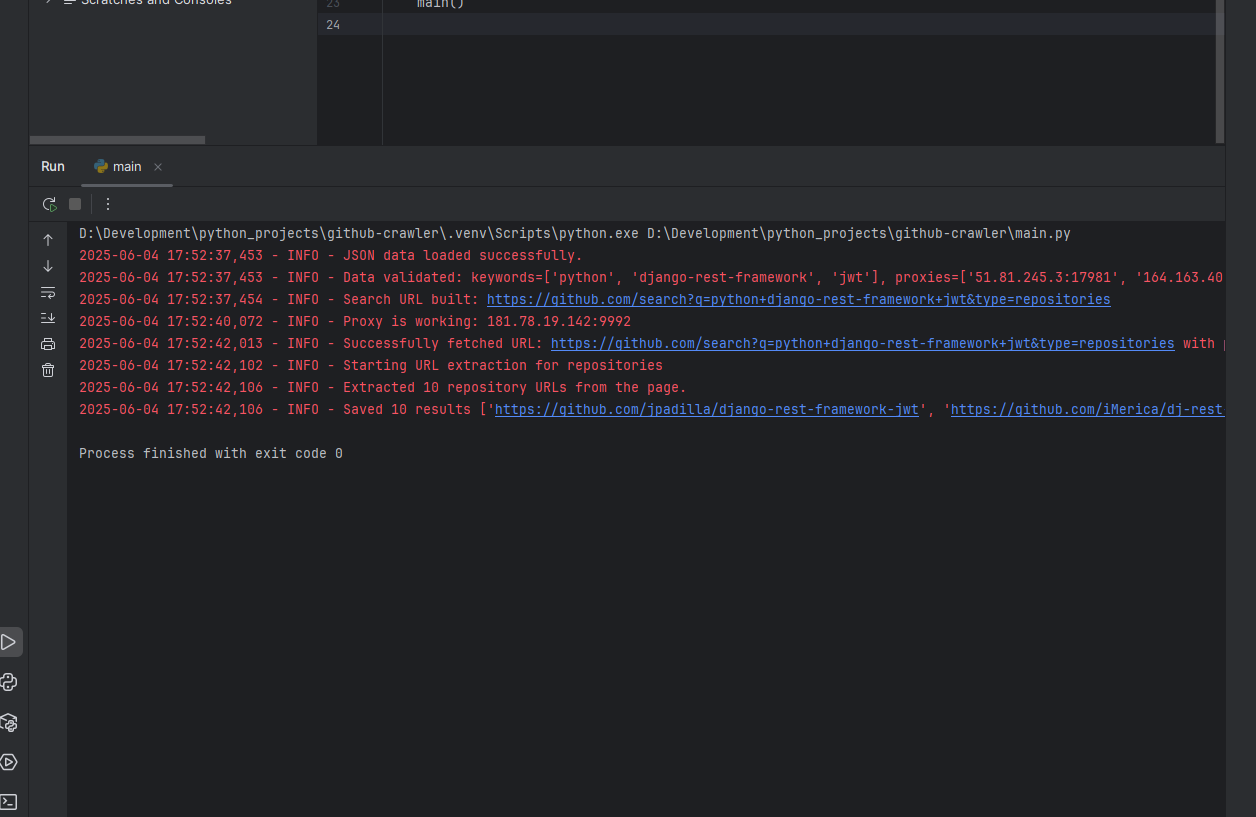 Scratches and Consoles
23 main()
24
Run main
D:\Development\python_projects\github-crawler\.venv\Scripts\python.exe D:\Development\python_projects\github-crawler\main.py
2025-06-04 17:52:37,453 - INFO - JSON data loaded successfully.
2025-06-04 17:52:37,453 - INFO - Data validated: keywords=['python', 'django-rest-framework', 'jwt'], proxies=['51.81.245.3:17981', '164.163.40
2025-06-04 17:52:37,454 - INFO - Search URL built: https://github.com/search?q=python+django-rest-framework+jwt&type=repositories
2025-06-04 17:52:40,072 - INFO - Proxy is working: 181.78.19.142:9992
2025-06-04 17:52:42,013 - INFO - Successfully fetched URL: https://github.com/search?q=python+django-rest-framework+jwt&type=repositories with
2025-06-04 17:52:42,102 - INFO - Starting URL extraction for repositories
2025-06-04 17:52:42,106 - INFO - Extracted 10 repository URLs from the page.
2025-06-04 17:52:42,106 - INFO - Saved 10 results ['https://github.com/jpadilla/django-rest-framework-jwt', 'https://github.com/iMerica/dj-rest-
Process finished with exit code 0